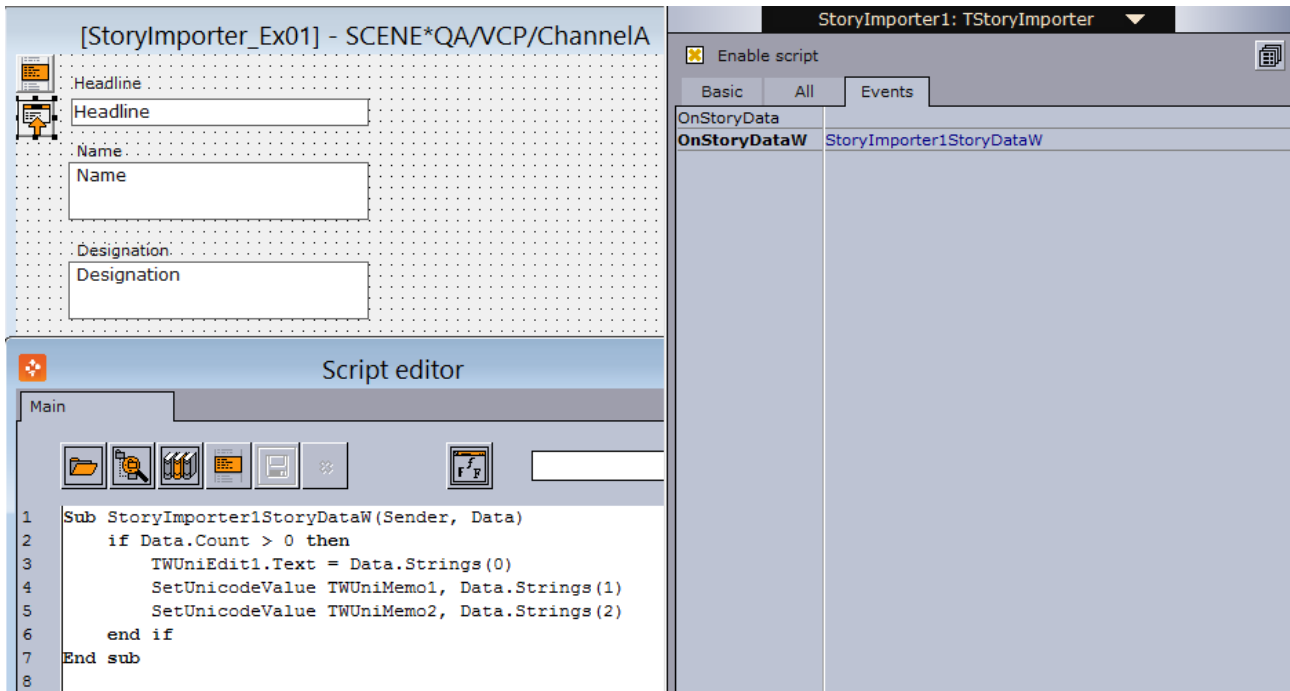 [StoryImporter_Ex01] - SCENE*QA/VCP/ChannelA
Headline
Headline
Name
Name
Designation
Designation
StoryImporter1: TStoryImporter
Enable script
Basic All Events
OnStoryData
OnStoryDataW StoryImporter1StoryDataW
Script editor
Main
1 Sub StoryImporter1StoryDataW(Sender, Data)
2 if Data.Count > 0 then
3 TWUniEdit1.Text = Data.Strings(0)
4 SetUnicodeValue TWUniMemo1, Data.Strings(1)
5 SetUnicodeValue TWUniMemo2, Data.Strings(2)
6 end if
7 End sub
8